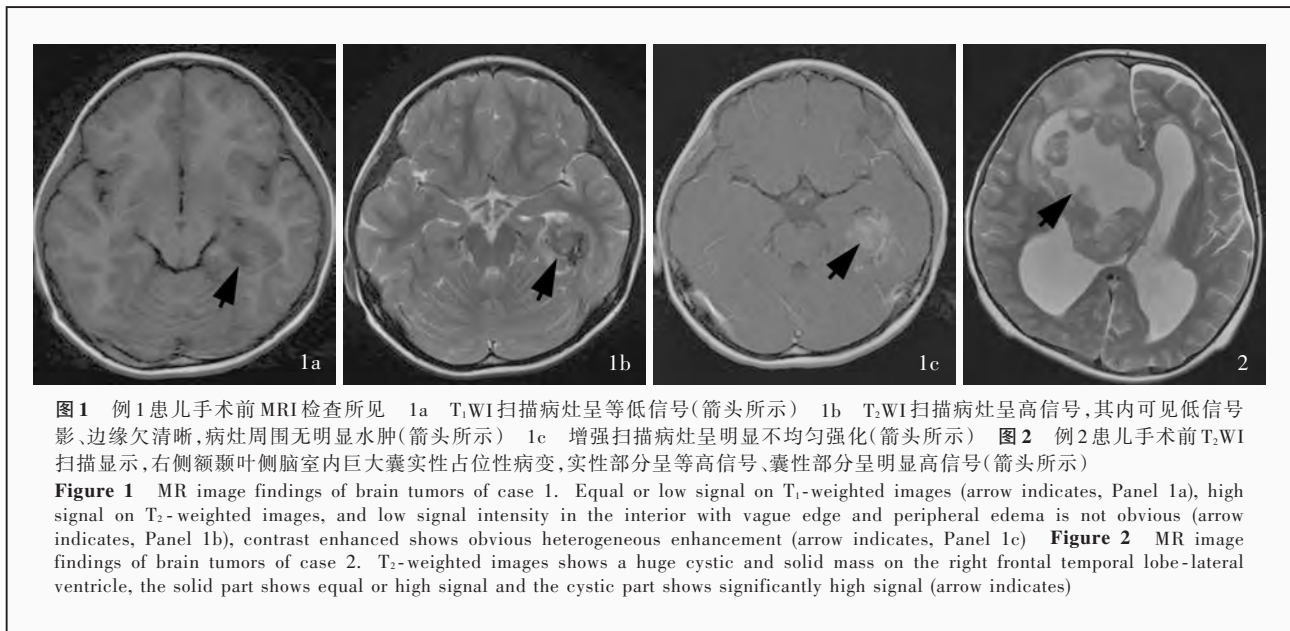 1a
1b
1c
2
图1 例1患儿手术前MRI检查所见 1a T₁WI扫描病灶呈等低信号(箭头所示) 1b T₂WI扫描病灶呈高信号,其内可见低信号
影、边缘欠清晰,病灶周围无明显水肿(箭头所示) 1c 增强扫描病灶呈明显不均匀强化(箭头所示) 图2 例2患儿手术前T₂WI
扫描显示,右侧额颞叶侧脑室内巨大囊实性占位性病变,实性部分呈等高信号、囊性部分呈明显高信号(箭头所示)
Figure 1 MR image findings of brain tumors of case 1. Equal or low signal on T₁-weighted images (arrow indicates, Panel 1a), high
signal on T₂-weighted images, and low signal intensity in the interior with vague edge and peripheral edema is not obvious (arrow
indicates, Panel 1b), contrast enhanced shows obvious heterogeneous enhancement (arrow indicates, Panel 1c) Figure 2 MR image
findings of brain tumors of case 2. T₂-weighted images shows a huge cystic and solid mass on the right frontal temporal lobe-lateral
ventricle, the solid part shows equal or high signal and the cystic part shows significantly high signal (arrow indicates)